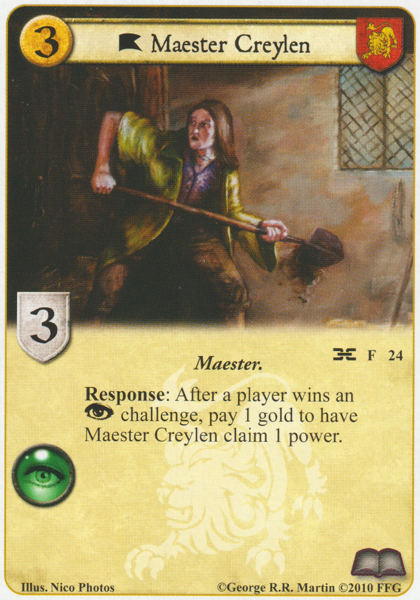 3
Maester Creylen
3
Maester.
F 24
Response: After a player wins an
challenge, pay 1 gold to have
Maester Creylen claim 1 power.
Illus. Nico Photos
©George R.R. Martin ©2010 FFG